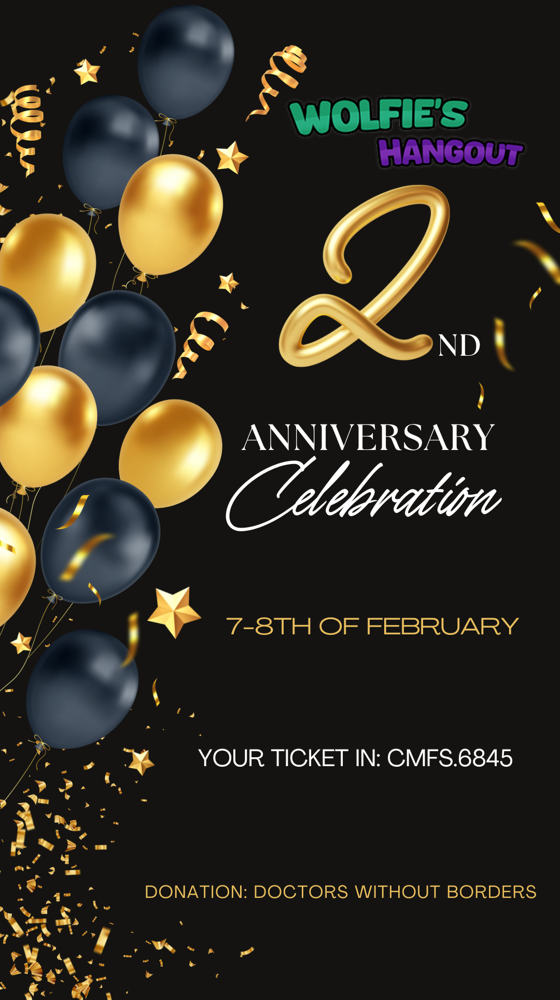 WOLFIE'S
HANGOUT
2ND
ANNIVERSARY
Celebration
7-8TH OF FEBRUARY
YOUR TICKET IN: CMFS.6845
DONATION: DOCTORS WITHOUT BORDERS